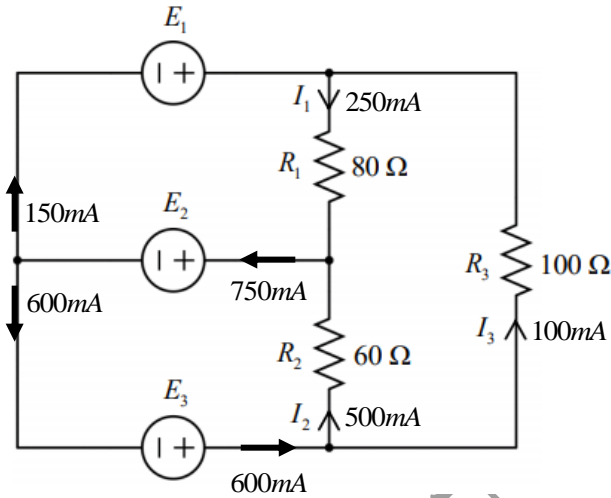 E₁
− +
I₁ 250mA
R₁ 80 Ω
150mA
E₂
− +
750mA
R₃ 100 Ω
600mA
I₃ 100mA
R₂ 60 Ω
E₃
I₂ 500mA
− +
600mA